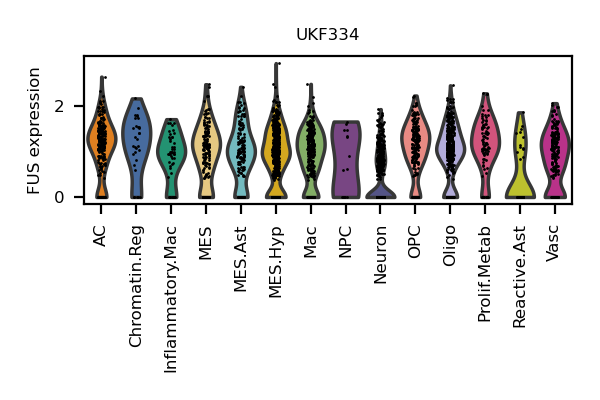 UKF334
FUS expression
2
0
AC
Chromatin.Reg
Inflammatory.Mac
MES
MES.Ast
MES.Hyp
Mac
NPC
Neuron
OPC
Oligo
Prolif.Metab
Reactive.Ast
Vasc